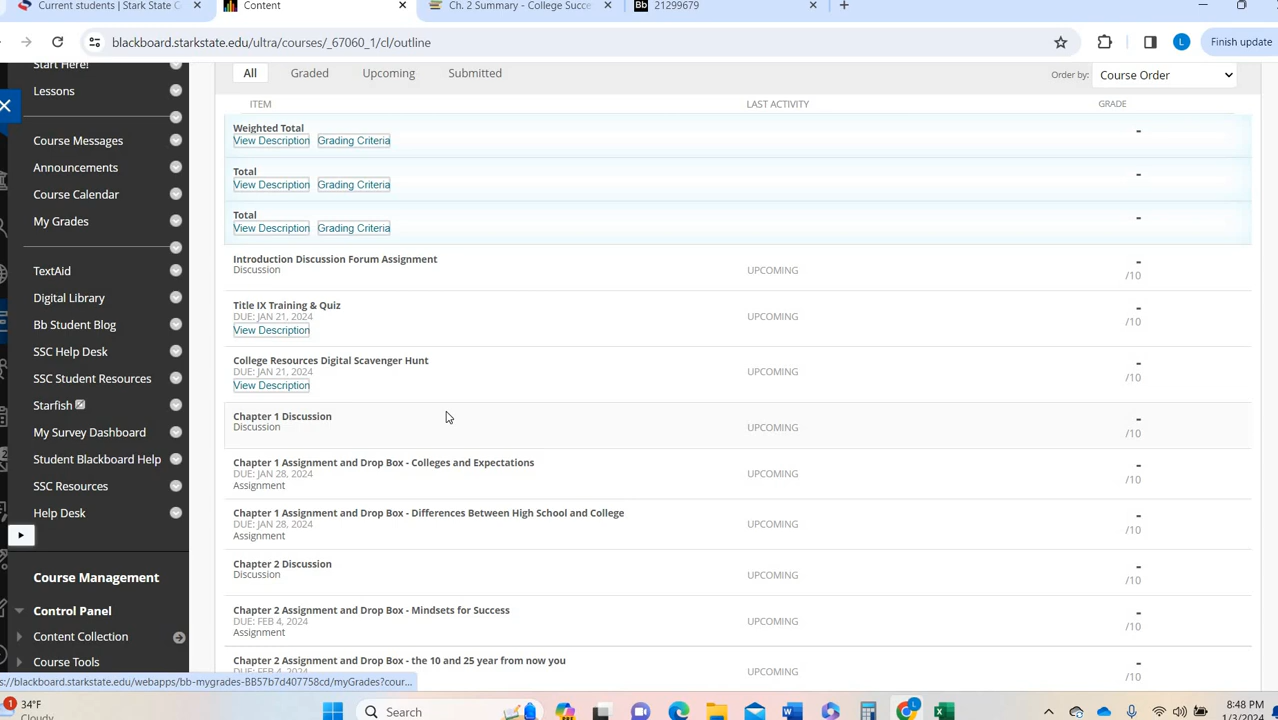 Current students | Stark State C
Content
Ch. 2 Summary – College Succe
Bb 21299679
blackboard.starkstate.edu/ultra/courses/_67060_1/cl/outline
L
Finish update
Start Here!
Lessons
Course Messages
Announcements
Course Calendar
My Grades
TextAid
Digital Library
Bb Student Blog
SSC Help Desk
SSC Student Resources
Starfish
My Survey Dashboard
Student Blackboard Help
SSC Resources
Help Desk
Course Management
Control Panel
Content Collection
Course Tools
All Graded Upcoming Submitted
Order by: Course Order
ITEM LAST ACTIVITY GRADE
Weighted Total -
View Description Grading Criteria
Total -
View Description Grading Criteria
Total -
View Description Grading Criteria
Introduction Discussion Forum Assignment -
Discussion UPCOMING /10
Title IX Training & Quiz -
DUE: JAN 21, 2024 UPCOMING /10
View Description
College Resources Digital Scavenger Hunt -
DUE: JAN 21, 2024 UPCOMING /10
View Description
Chapter 1 Discussion -
Discussion UPCOMING /10
Chapter 1 Assignment and Drop Box - Colleges and Expectations -
DUE: JAN 28, 2024 UPCOMING /10
Assignment
Chapter 1 Assignment and Drop Box - Differences Between High School and College -
DUE: JAN 28, 2024 UPCOMING /10
Assignment
Chapter 2 Discussion -
Discussion UPCOMING /10
Chapter 2 Assignment and Drop Box - Mindsets for Success -
DUE: FEB 4, 2024 UPCOMING /10
Assignment
Chapter 2 Assignment and Drop Box - the 10 and 25 year from now you -
DUE: FEB 4, 2024 UPCOMING /10
s://blackboard.starkstate.edu/webapps/bb-mygrades-BB57b7d407758cd/myGrades?cour...
1
34°F
Cloudy
Search
L
8:48 PM
1/3/2024